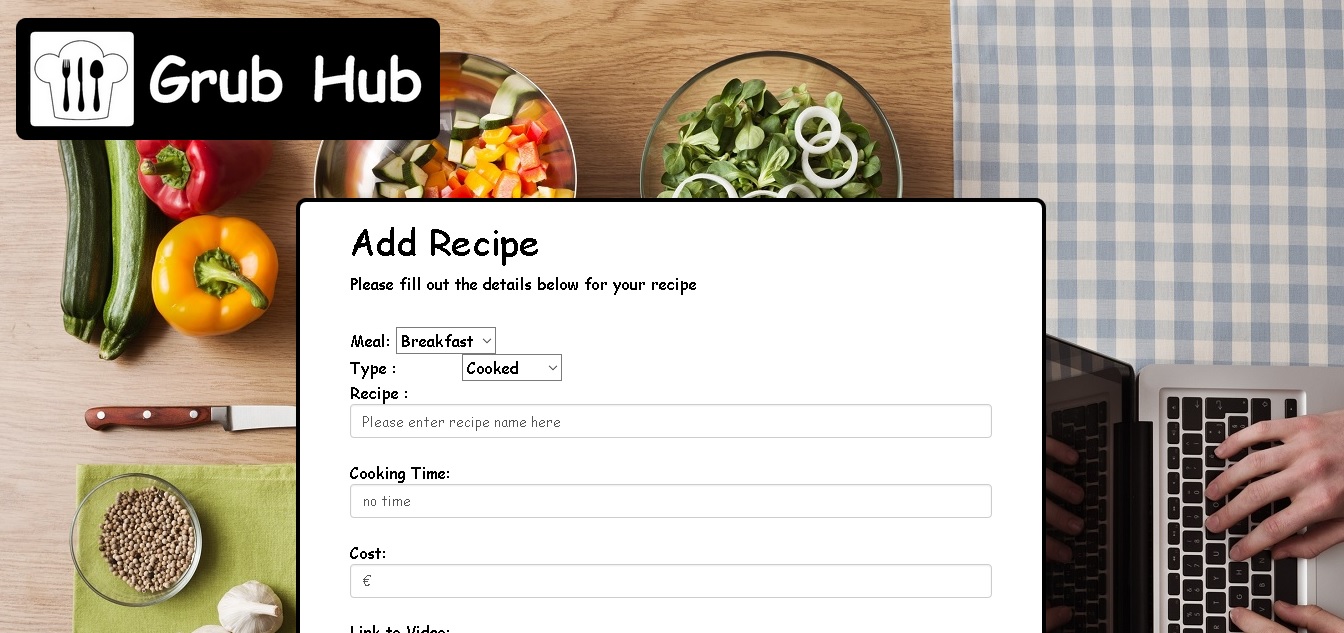 Grub Hub
Add Recipe
Please fill out the details below for your recipe
Meal: Breakfast
Type : Cooked
Recipe :
Please enter recipe name here
Cooking Time:
no time
Cost:
€
Link to Video: